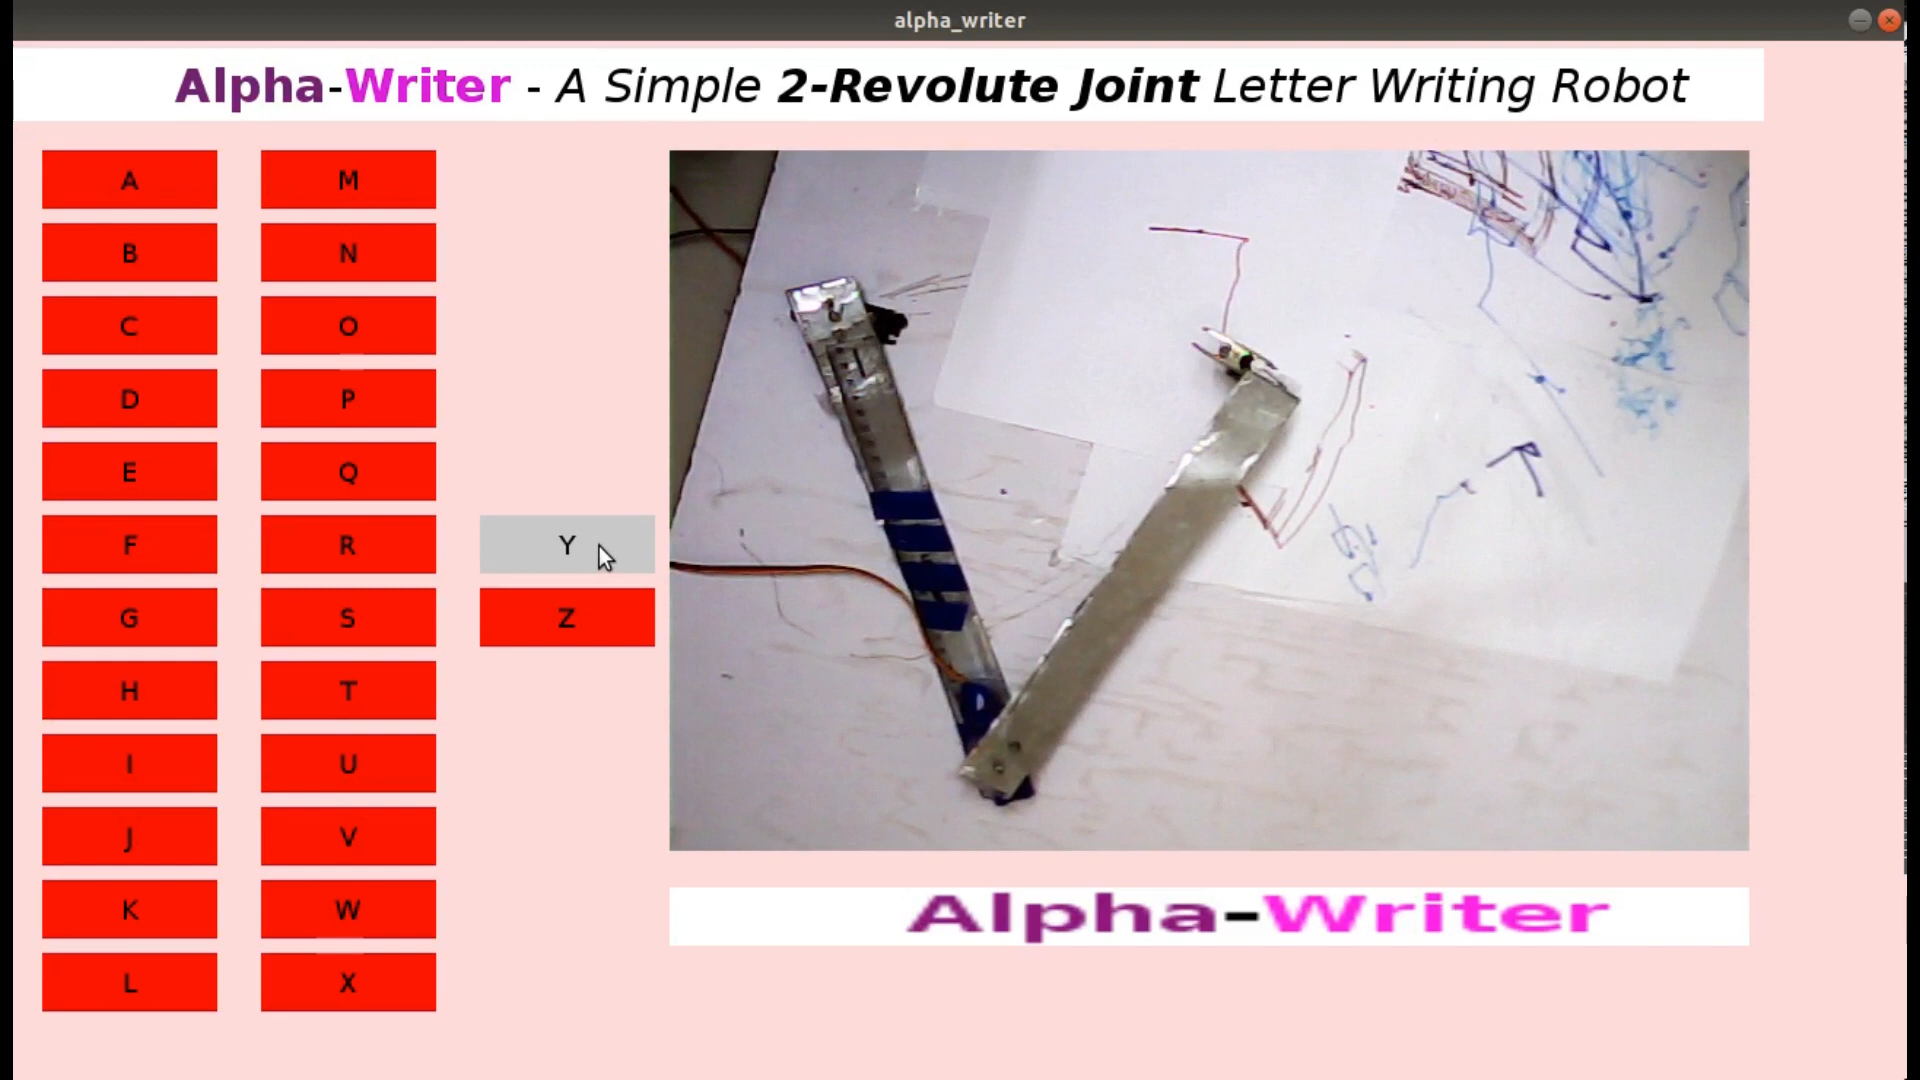 alpha_writer
Alpha-Writer - A Simple 2-Revolute Joint Letter Writing Robot
A
B
C
D
E
F
G
H
I
J
K
L
M
N
O
P
Q
R
S
T
U
V
W
X
Y
Z
Alpha-Writer